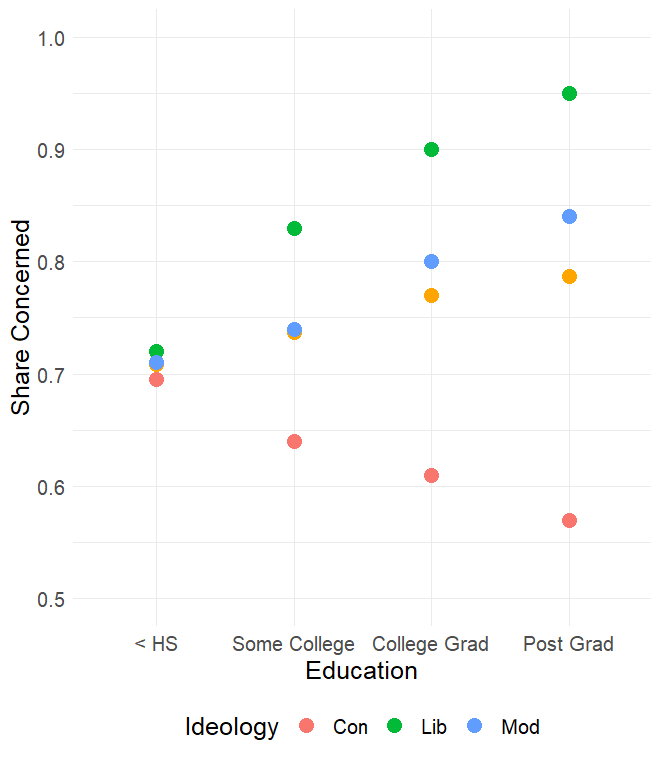 1.0
0.9
0.8
0.7
0.6
0.5
Share Concerned
< HS Some College College Grad Post Grad
Education
Ideology Con Lib Mod